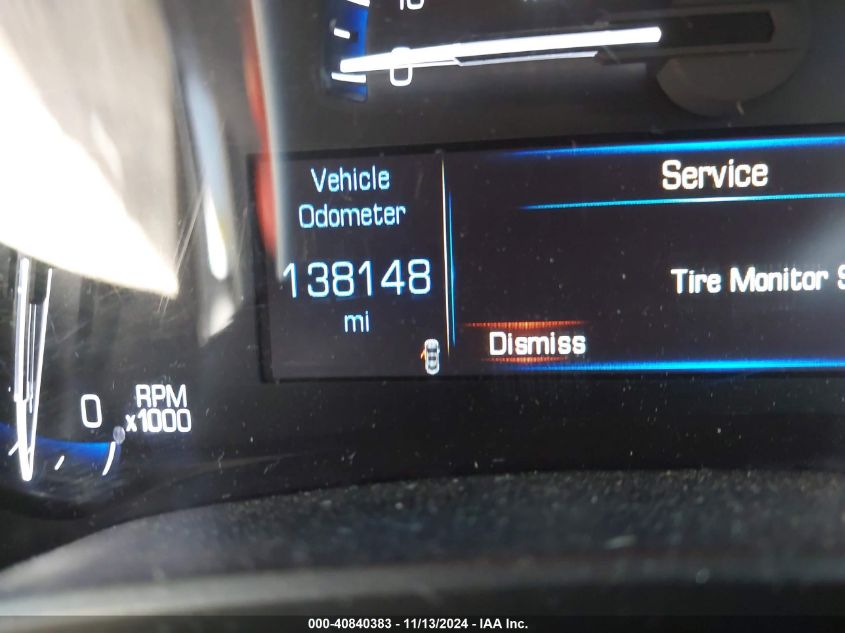 0
Vehicle
Odometer
138148
mi
Service
Tire Monitor
Dismiss
0
RPM
x1000
000-40840383 - 11/13/2024 - IAA Inc.